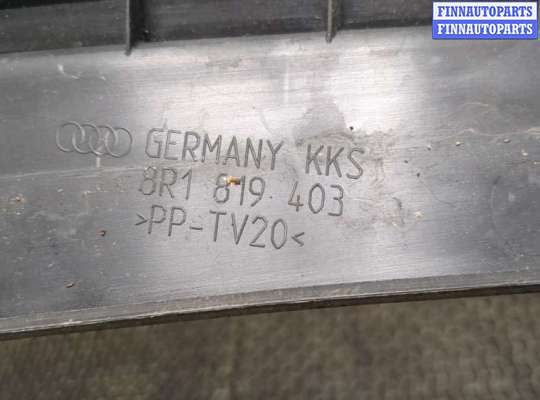 FINNAUTOPARTS
FINNAUTOPARTS
GERMANY KKS
8R1 819 403
>PP-TV20<